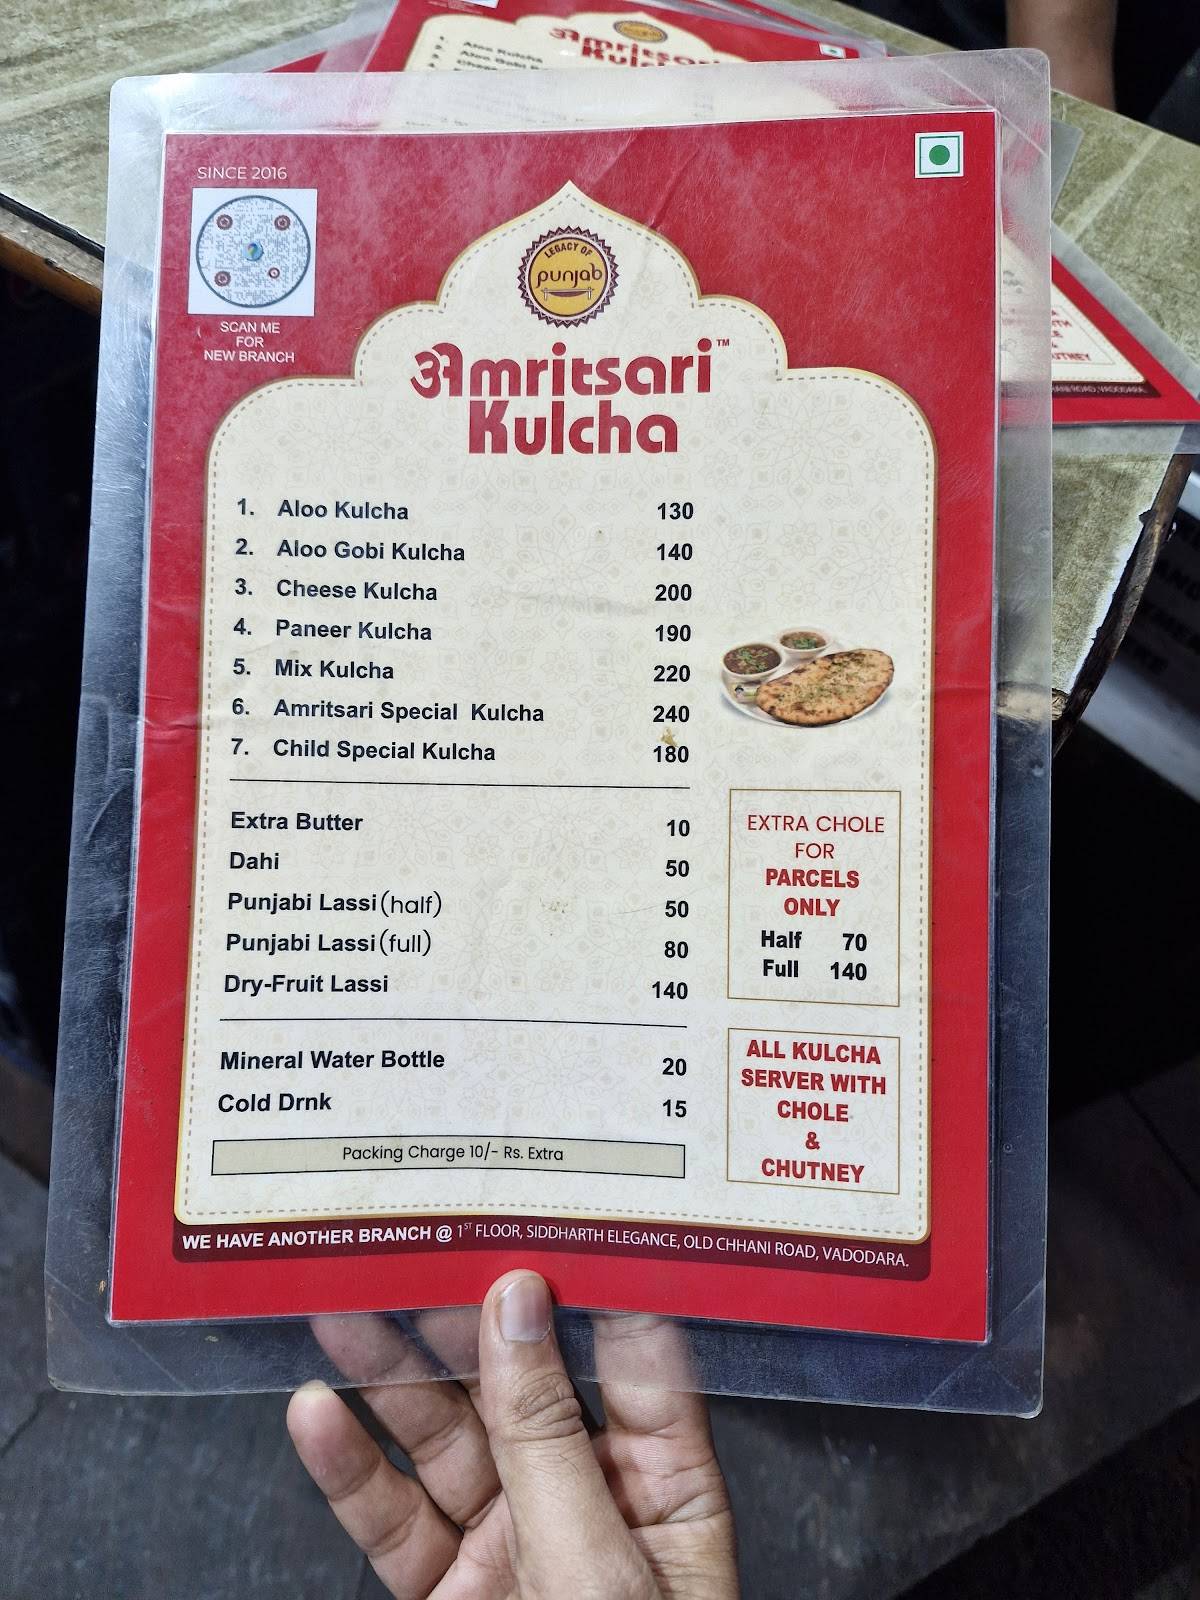 SINCE 2016
SCAN ME
FOR
NEW BRANCH
LEGACY OF
punjab
अmritsari™
Kulcha
1. Aloo Kulcha 130
2. Aloo Gobi Kulcha 140
3. Cheese Kulcha 200
4. Paneer Kulcha 190
5. Mix Kulcha 220
6. Amritsari Special Kulcha 240
7. Child Special Kulcha 180
Extra Butter 10
Dahi 50
Punjabi Lassi (half) 50
Punjabi Lassi (full) 80
Dry-Fruit Lassi 140
Mineral Water Bottle 20
Cold Drnk 15
Packing Charge 10/- Rs. Extra
EXTRA CHOLE
FOR
PARCELS
ONLY
Half 70
Full 140
ALL KULCHA
SERVER WITH
CHOLE
&
CHUTNEY
WE HAVE ANOTHER BRANCH @ 1ST FLOOR, SIDDHARTH ELEGANCE, OLD CHHANI ROAD, VADODARA.